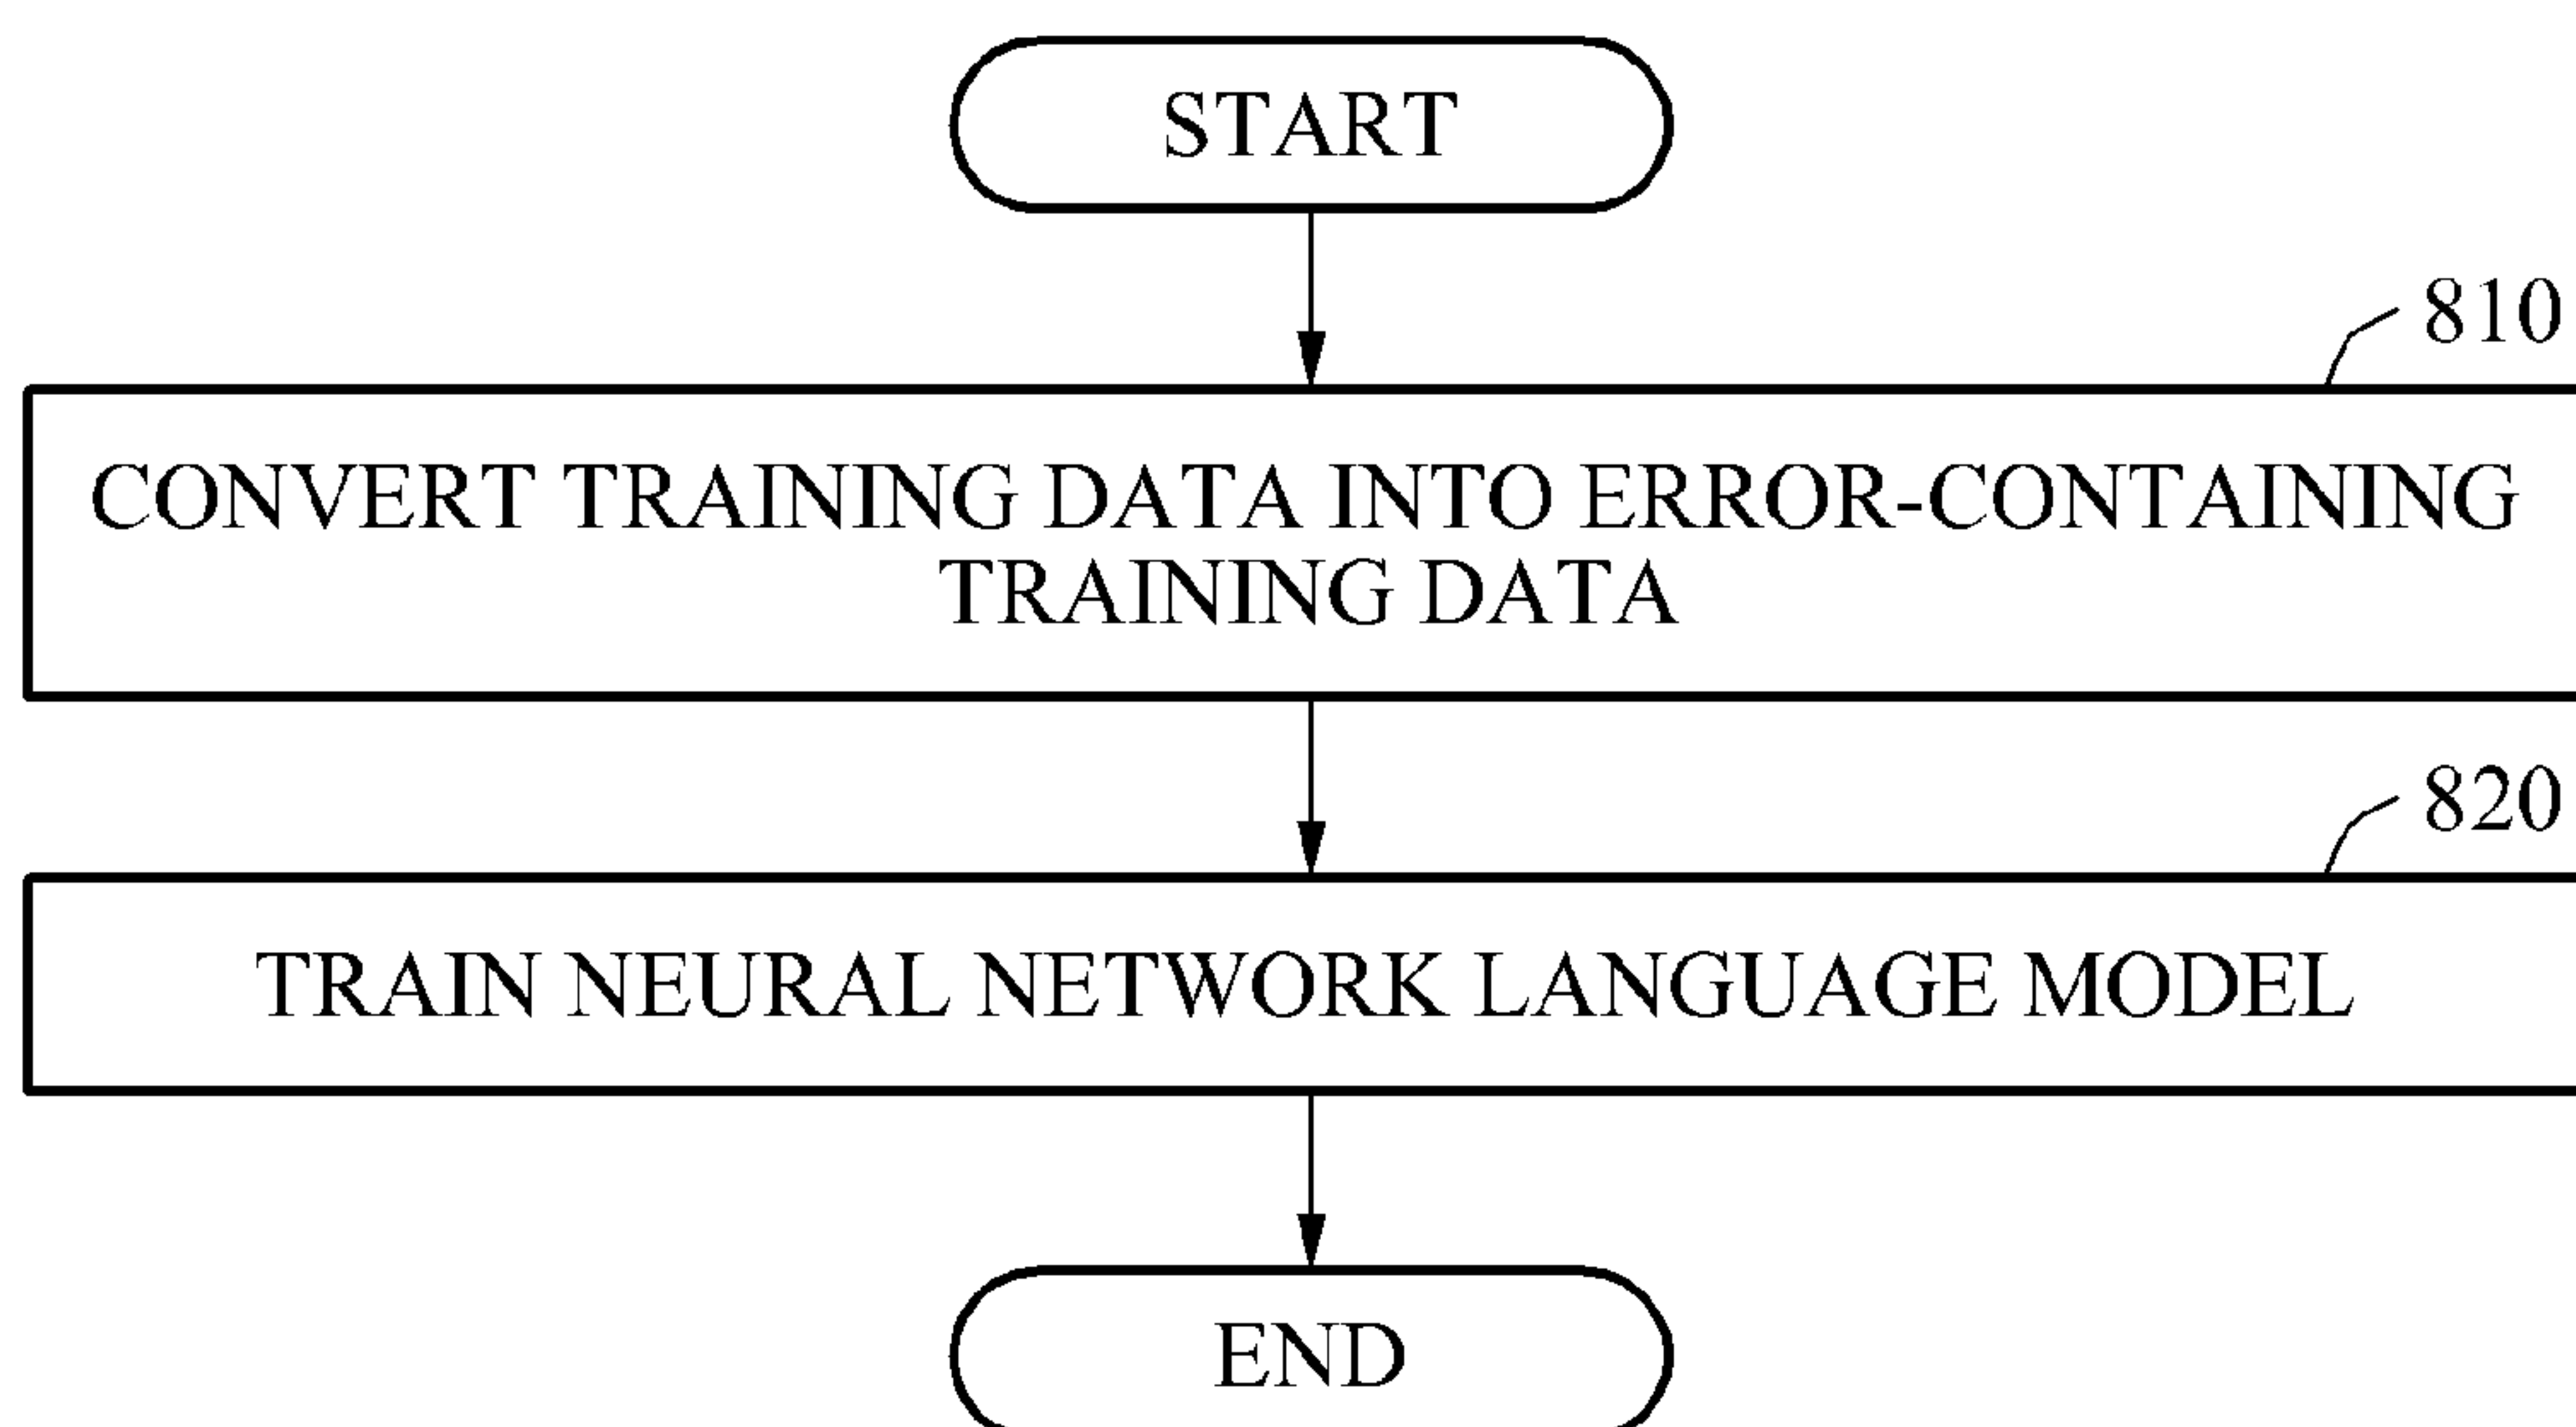 START
810
CONVERT TRAINING DATA INTO ERROR-CONTAINING
TRAINING DATA
820
TRAIN NEURAL NETWORK LANGUAGE MODEL
END